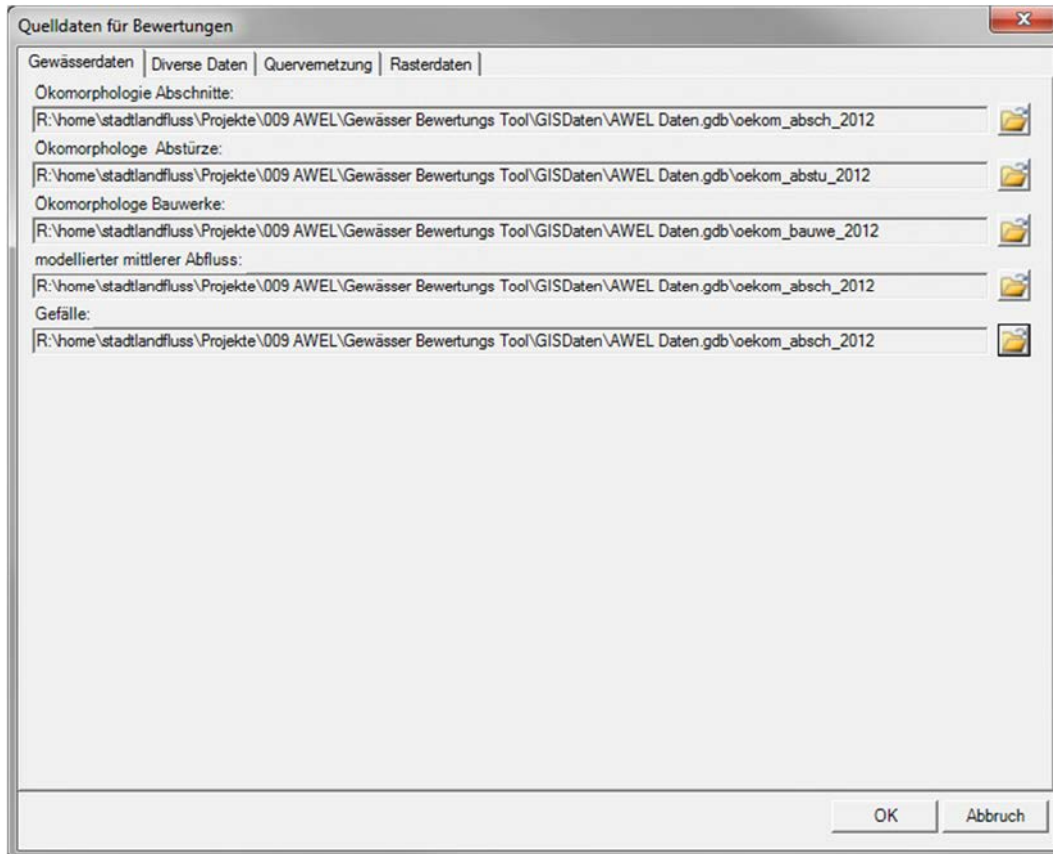 Quelldaten für Bewertungen
Gewässerdaten Diverse Daten Quervernetzung Rasterdaten
Ökomorphologie Abschnitte:
R:\home\stadtlandfluss\Projekte\009 AWEL\Gewässer Bewertungs Tool\GISDaten\AWEL Daten.gdb\oekom_absch_2012
Ökomorphologe  Abstürze:
R:\home\stadtlandfluss\Projekte\009 AWEL\Gewässer Bewertungs Tool\GISDaten\AWEL Daten.gdb\oekom_abstu_2012
Ökomorphologe Bauwerke:
R:\home\stadtlandfluss\Projekte\009 AWEL\Gewässer Bewertungs Tool\GISDaten\AWEL Daten.gdb\oekom_bauwe_2012
modellierter mittlerer Abfluss:
R:\home\stadtlandfluss\Projekte\009 AWEL\Gewässer Bewertungs Tool\GISDaten\AWEL Daten.gdb\oekom_absch_2012
Gefälle:
R:\home\stadtlandfluss\Projekte\009 AWEL\Gewässer Bewertungs Tool\GISDaten\AWEL Daten.gdb\oekom_absch_2012
OK Abbruch